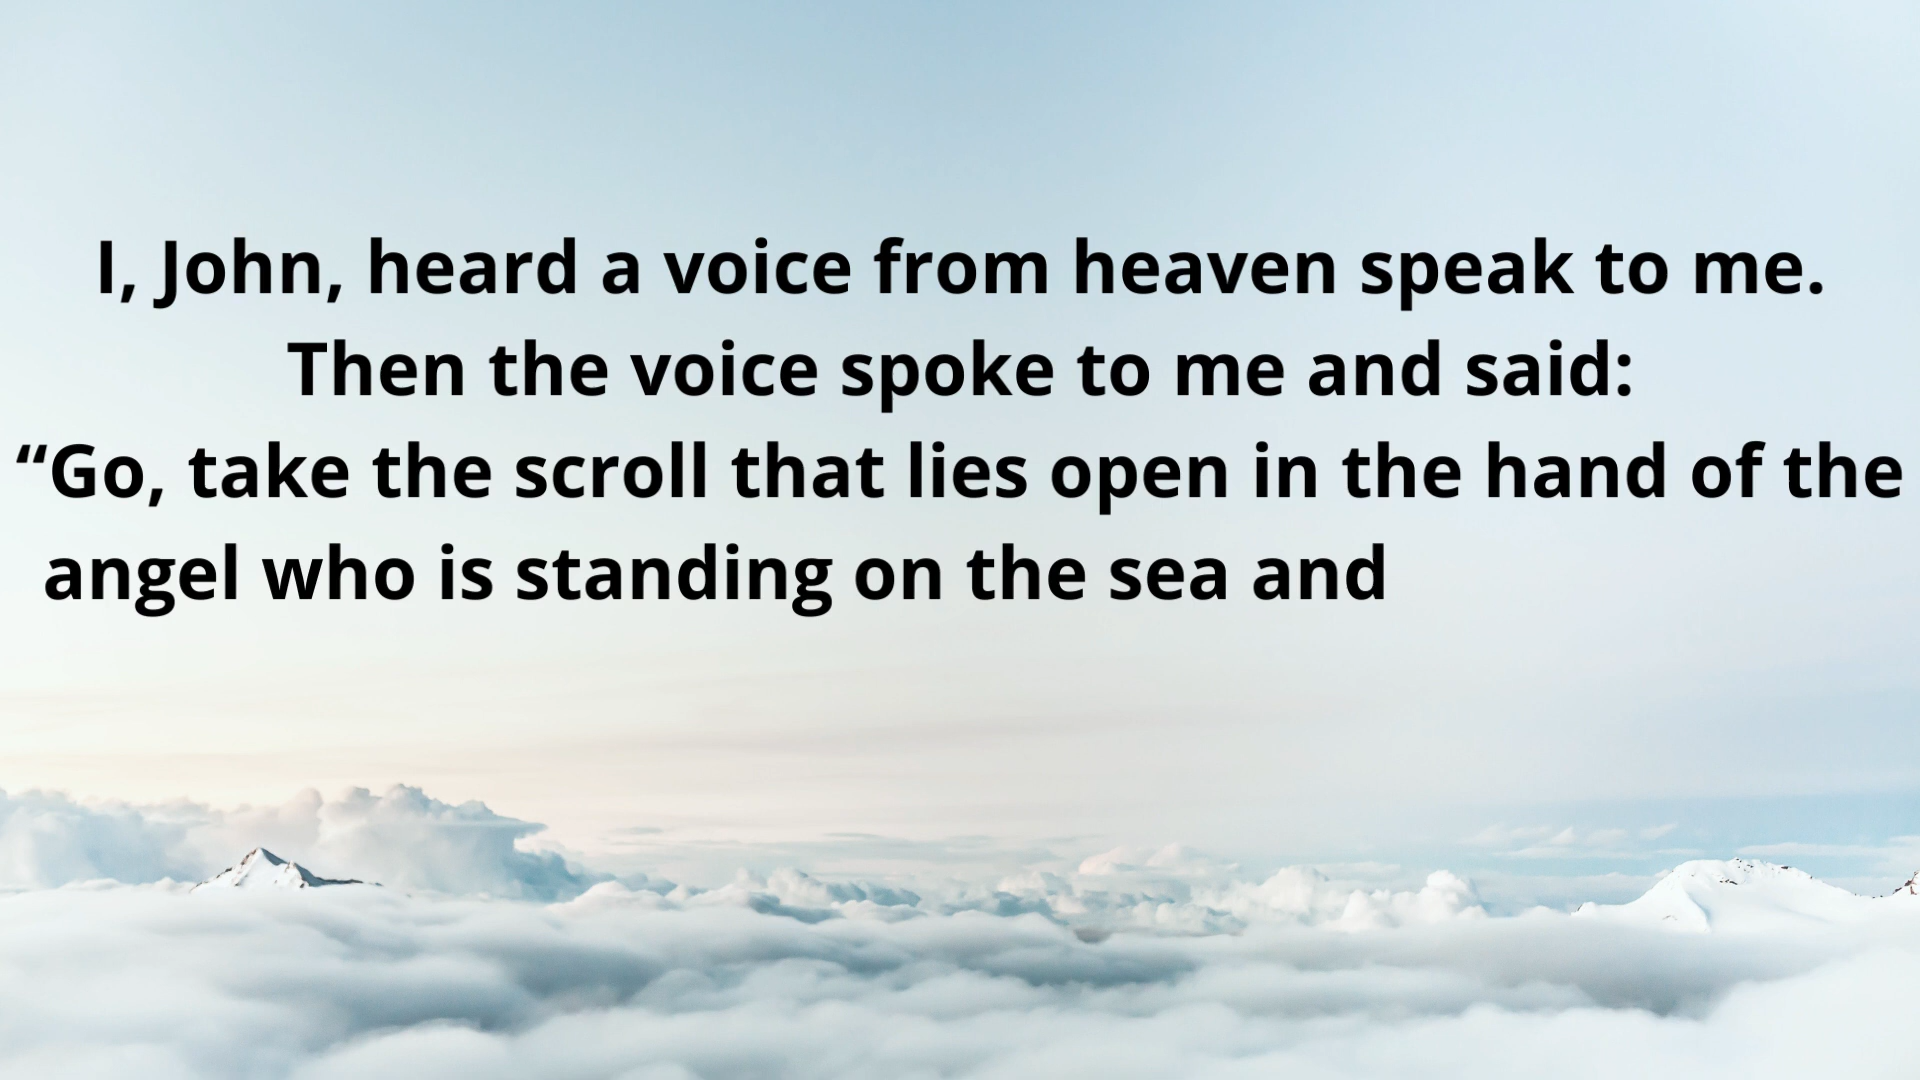 I, John, heard a voice from heaven speak to me.
Then the voice spoke to me and said:
“Go, take the scroll that lies open in the hand of the
angel who is standing on the sea and